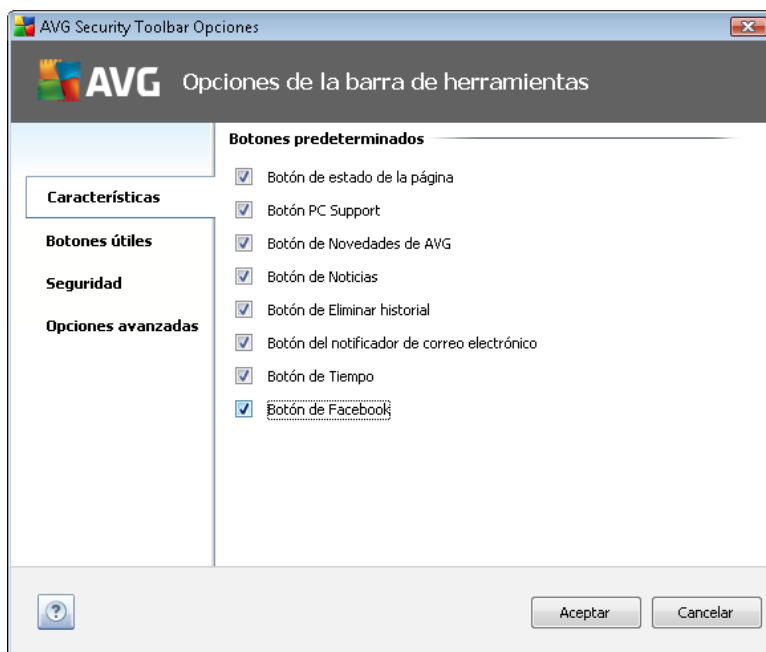 AVG Security Toolbar Opciones
AVG Opciones de la barra de herramientas
Botones predeterminados
Características
Botones útiles
Seguridad
Opciones avanzadas
Botón de estado de la página
Botón PC Support
Botón de Novedades de AVG
Botón de Noticias
Botón de Eliminar historial
Botón del notificador de correo electrónico
Botón de Tiempo
Botón de Facebook
?
Aceptar
Cancelar